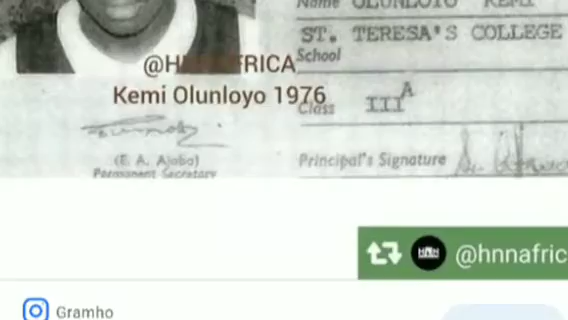 Name OLUNLOYO KEMI
ST. TERESA'S COLLEGE
School
@HNNAFRICA
Kemi Olunloyo 1976
Class III A
(E. A. Ajobo)
Permanent Secretary
Principal's Signature
@hnnafric
Gramho